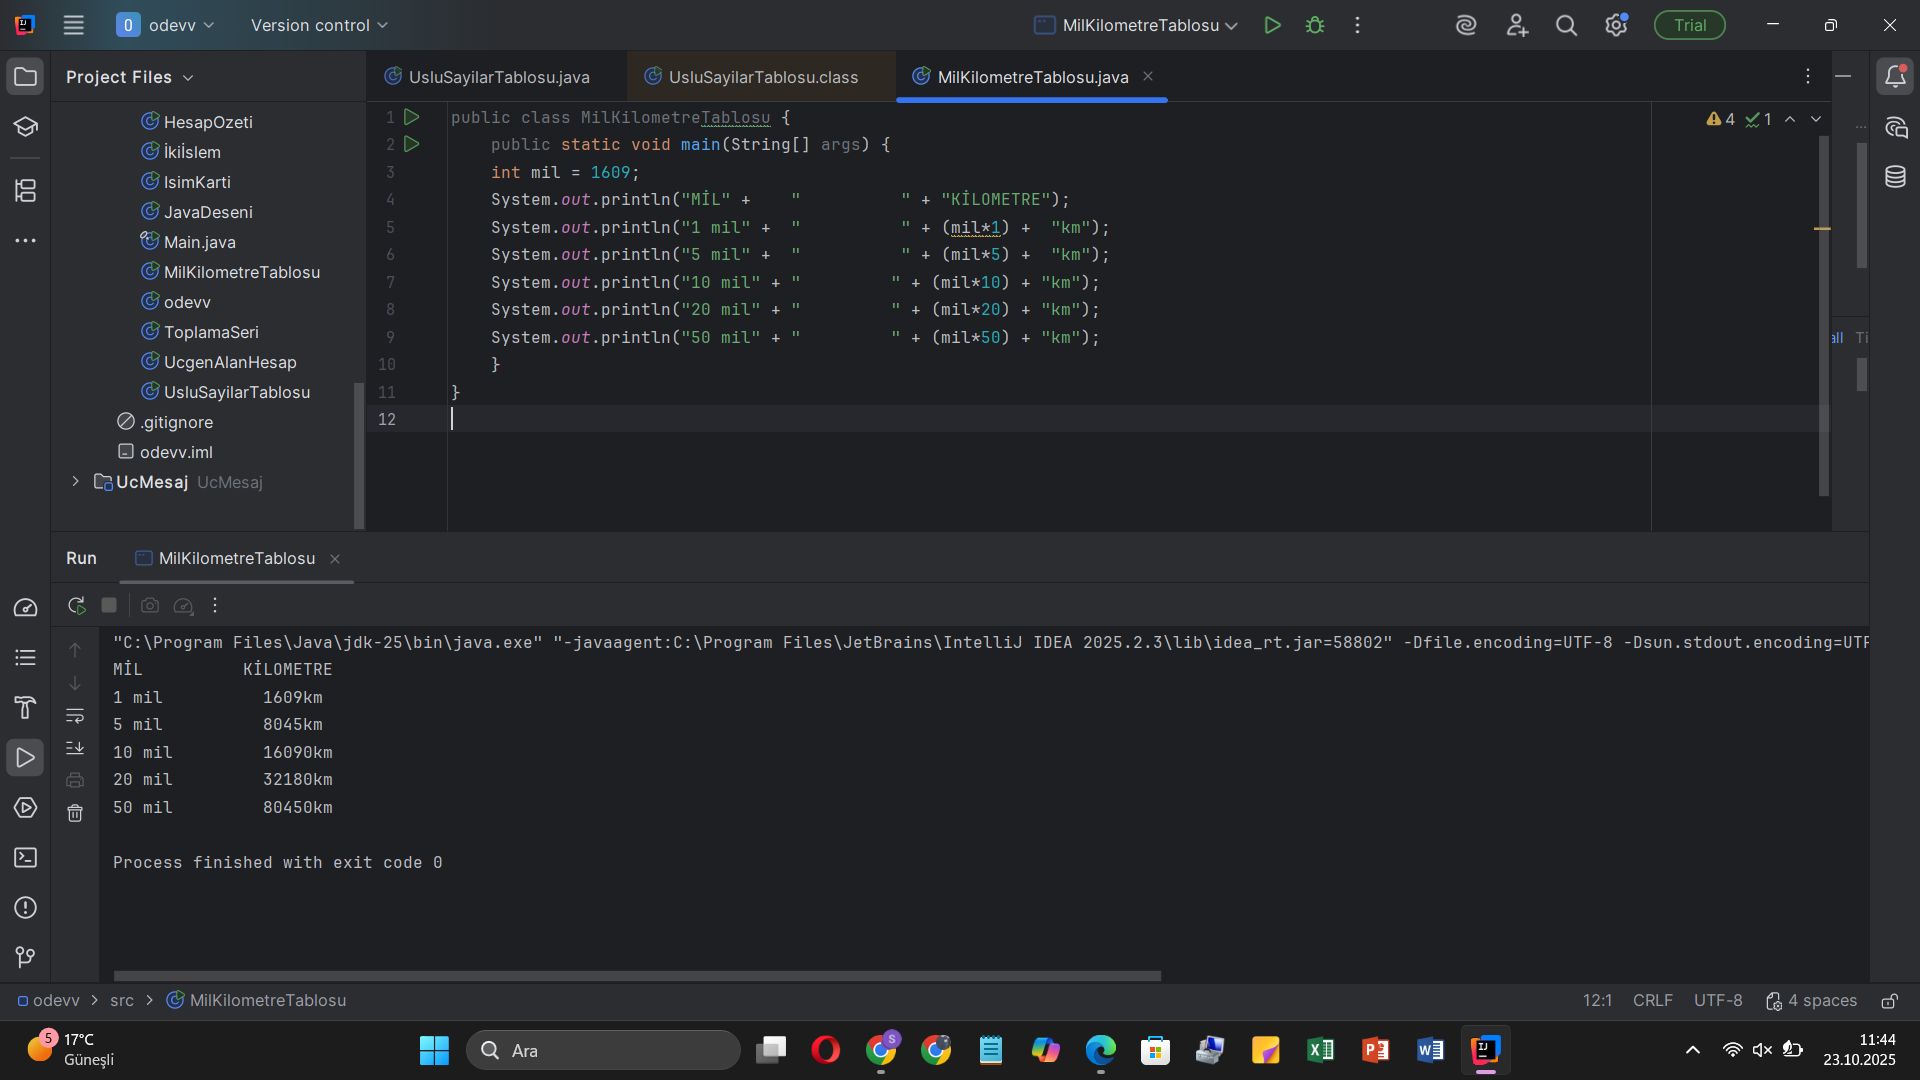 odevv
Version control
MilKilometreTablosu
Trial
Project Files
UsluSayilarTablosu.java
UsluSayilarTablosu.class
MilKilometreTablosu.java
HesapOzeti
İkiİslem
IsimKarti
JavaDeseni
Main.java
MilKilometreTablosu
odevv
ToplamaSeri
UcgenAlanHesap
UsluSayilarTablosu
.gitignore
odevv.iml
UcMesaj UcMesaj
4 1
1 public class MilKilometreTablosu {
2     public static void main(String[] args) {
3     int mil = 1609;
4     System.out.println("MİL" +    "          " + "KİLOMETRE");
5     System.out.println("1 mil" +  "          " + (mil*1) +  "km");
6     System.out.println("5 mil" +  "          " + (mil*5) +  "km");
7     System.out.println("10 mil" + "         " + (mil*10) + "km");
8     System.out.println("20 mil" + "         " + (mil*20) + "km");
9     System.out.println("50 mil" + "         " + (mil*50) + "km");
10     }
11 }
12
Run
MilKilometreTablosu
"C:\Program Files\Java\jdk-25\bin\java.exe" "-javaagent:C:\Program Files\JetBrains\IntelliJ IDEA 2025.2.3\lib\idea_rt.jar=58802" -Dfile.encoding=UTF-8 -Dsun.stdout.encoding=UTF
MİL          KİLOMETRE
1 mil          1609km
5 mil          8045km
10 mil         16090km
20 mil         32180km
50 mil         80450km
Process finished with exit code 0
odevv > src > MilKilometreTablosu
12:1 CRLF UTF-8 4 spaces
5
17°C
Güneşli
Ara
11:44
23.10.2025